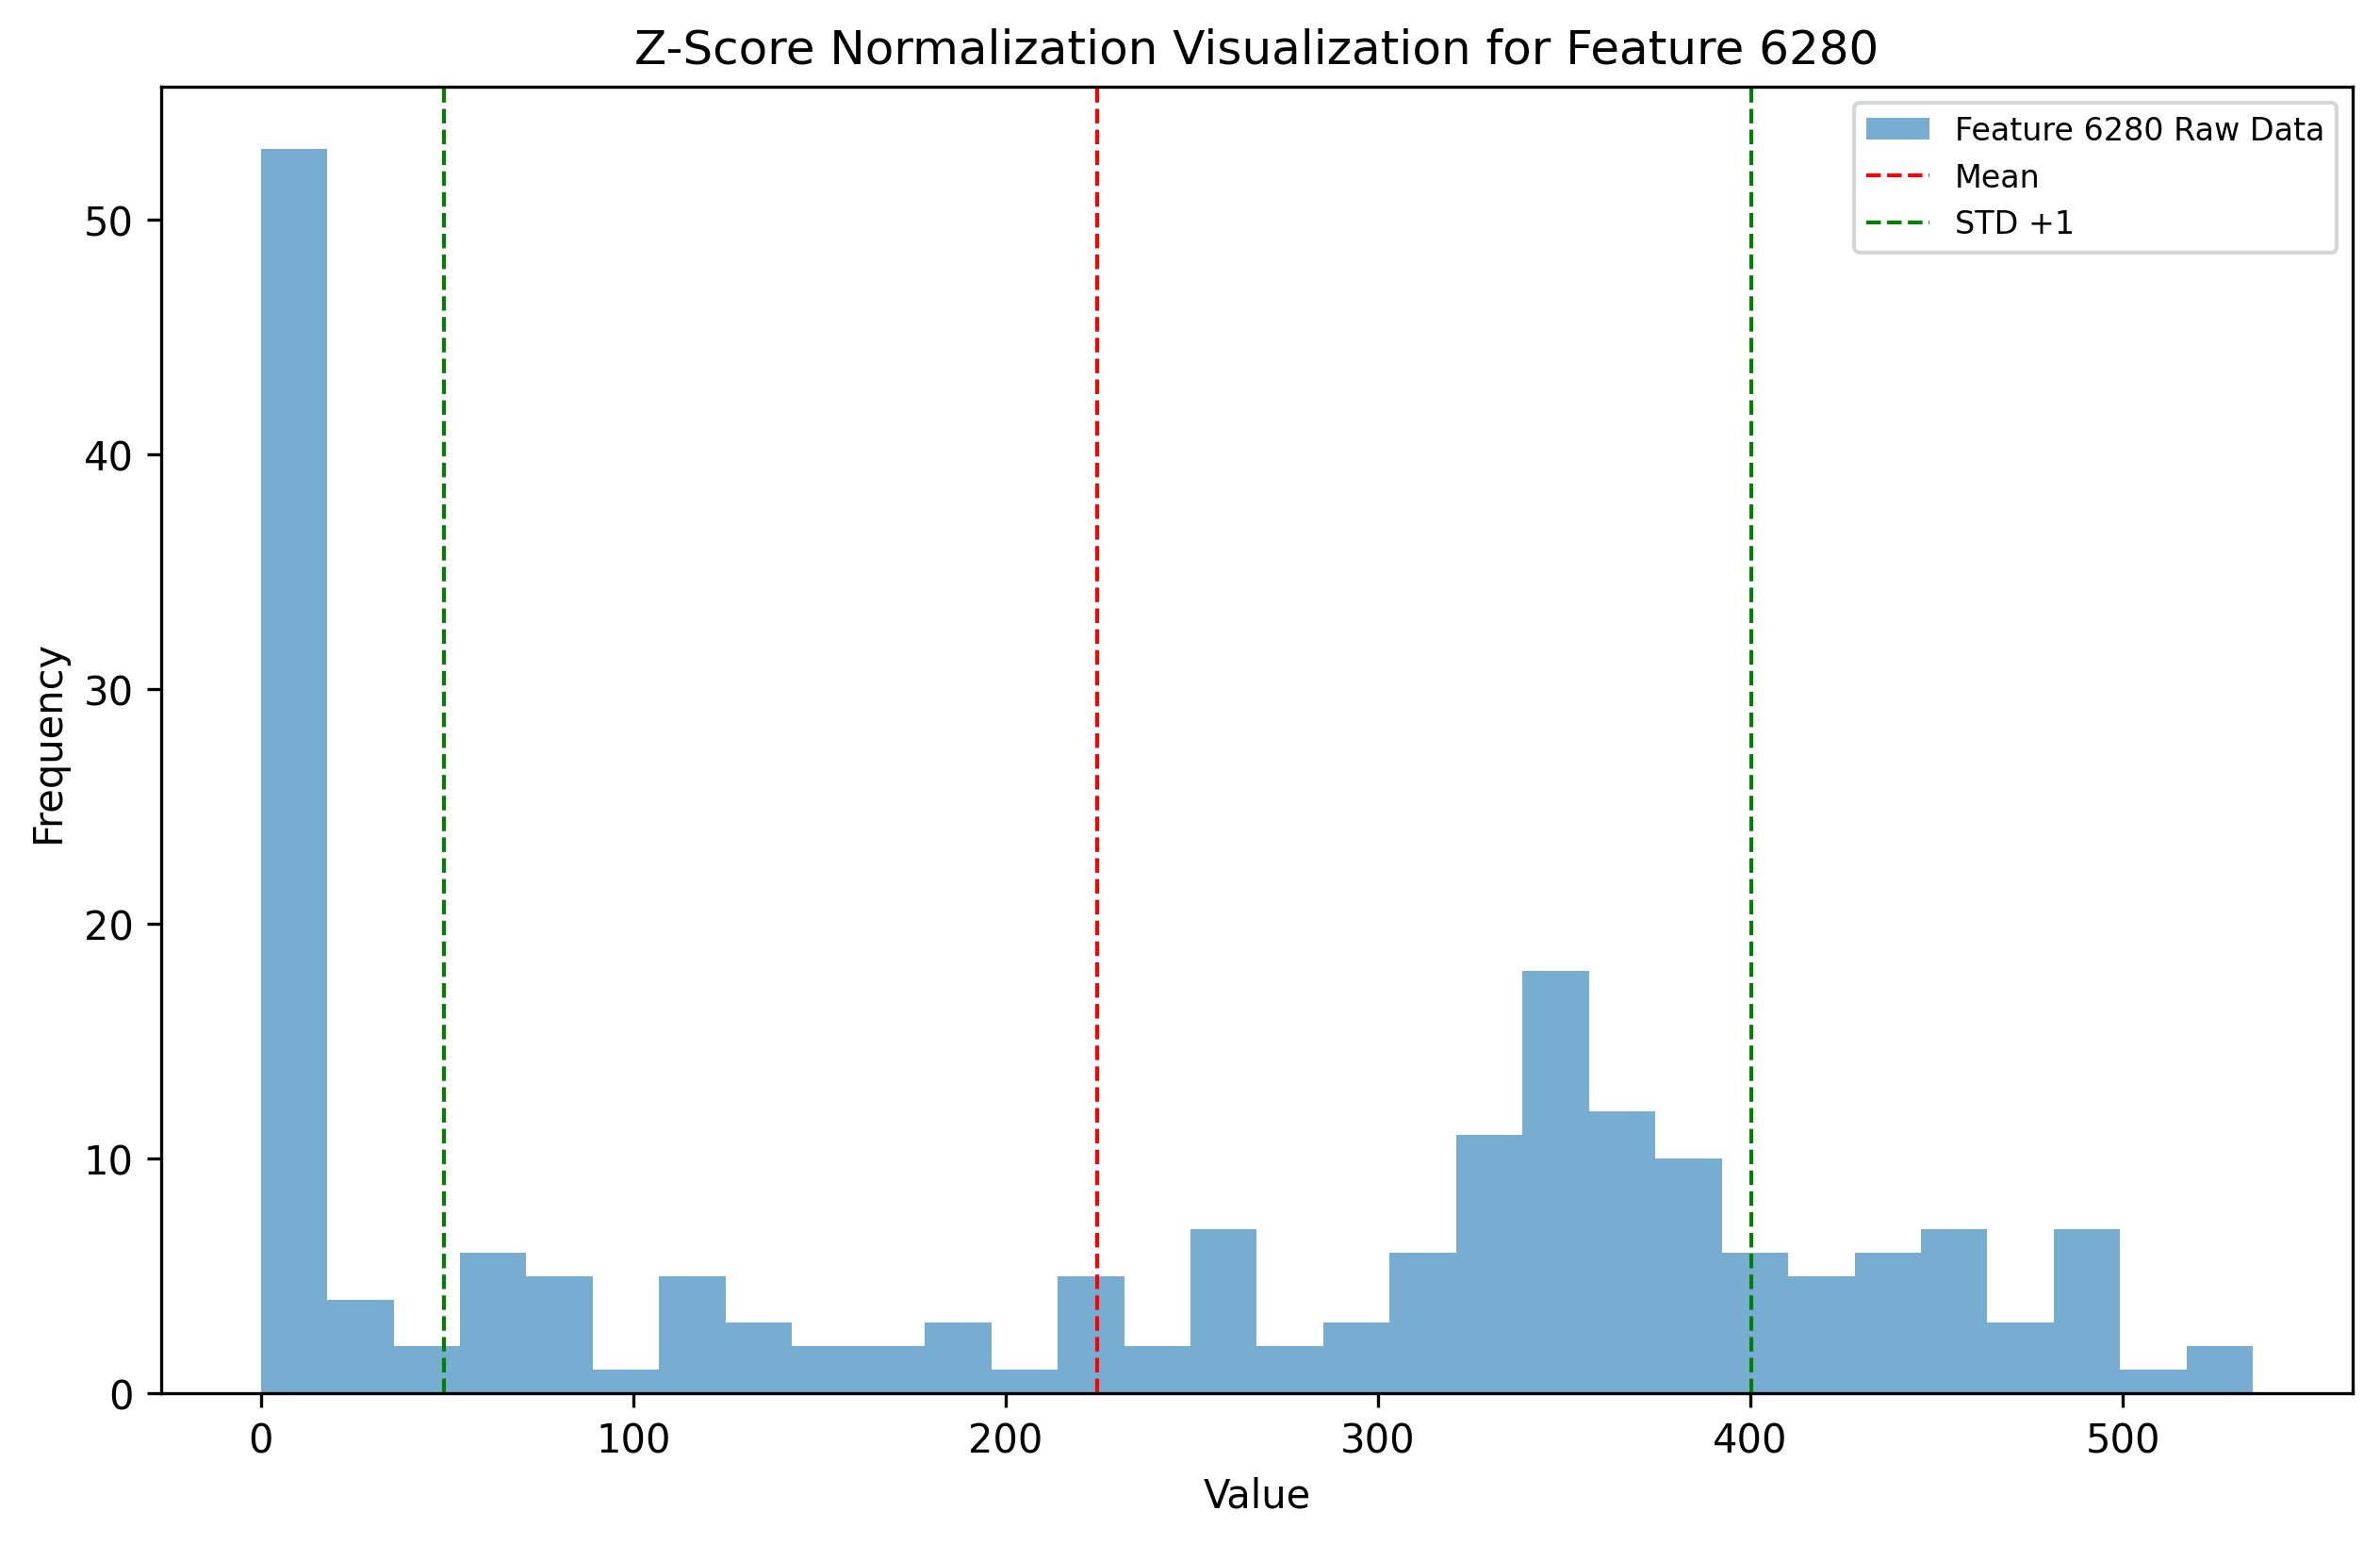 Z-Score Normalization Visualization for Feature 6280
Feature 6280 Raw Data
Mean
STD +1
50
40
30
20
10
0
Frequency
0 100 200 300 400 500
Value